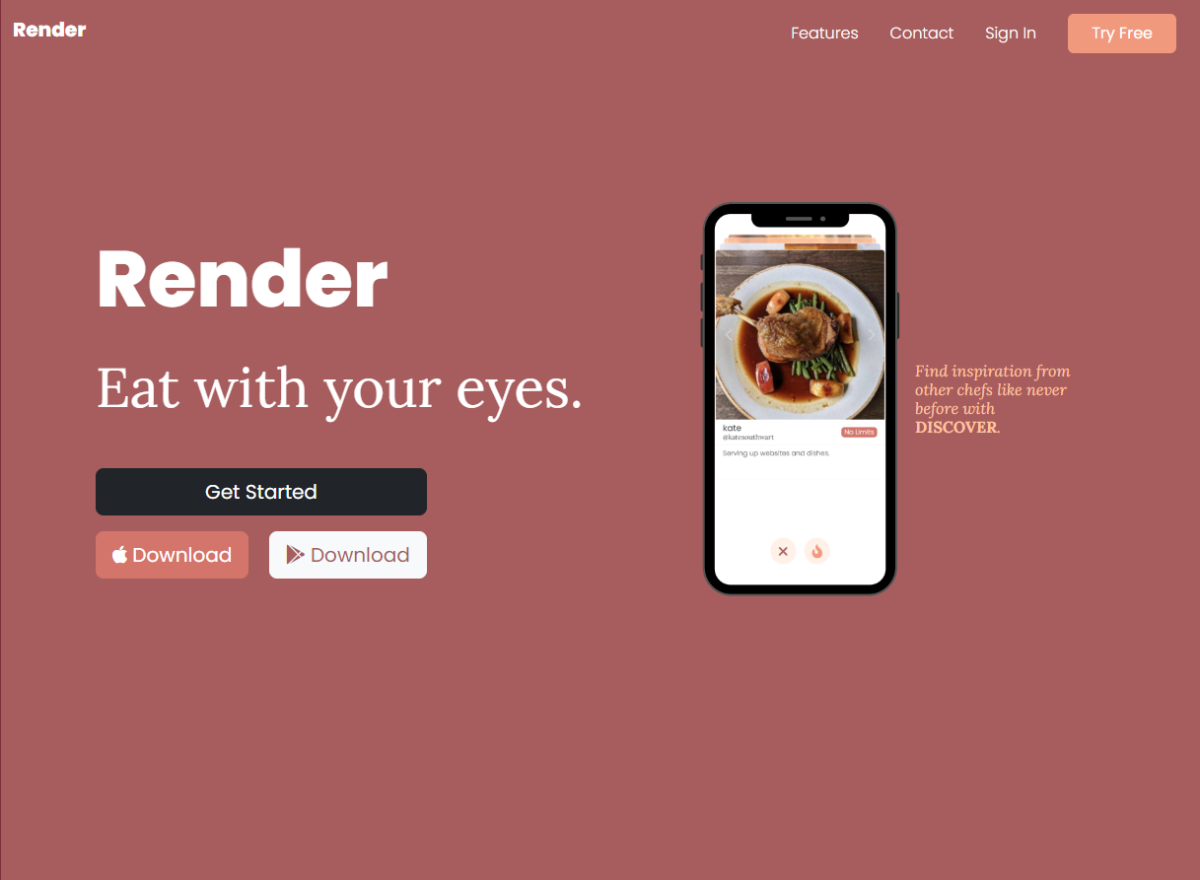 Render
Features
Contact
Sign In
Try Free
Render
Eat with your eyes.
Get Started
Download
Download
kate
@katesouthwart
No Limits
Serving up websites and dishes.
Find inspiration from
other chefs like never
before with
DISCOVER.